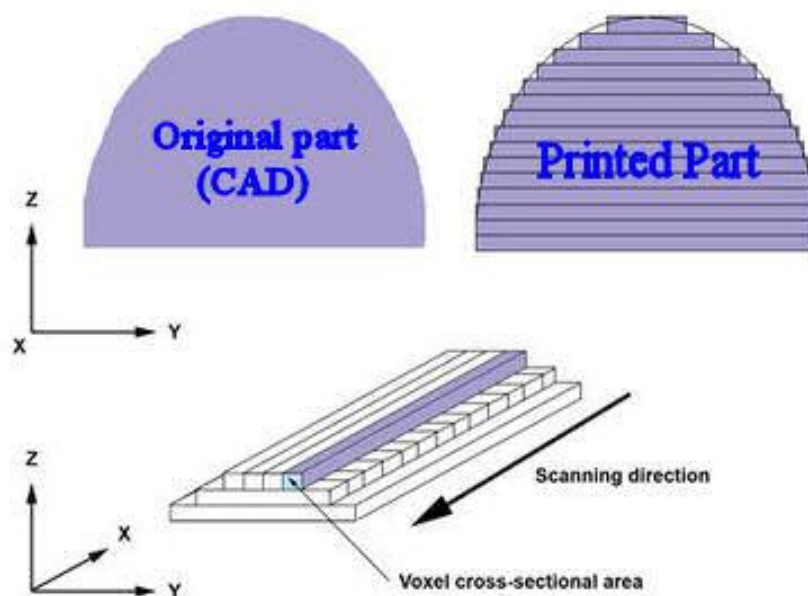 Original part
(CAD)
Printed Part
Z
X
Y
Z
X
Y
Scanning direction
Voxel cross-sectional area